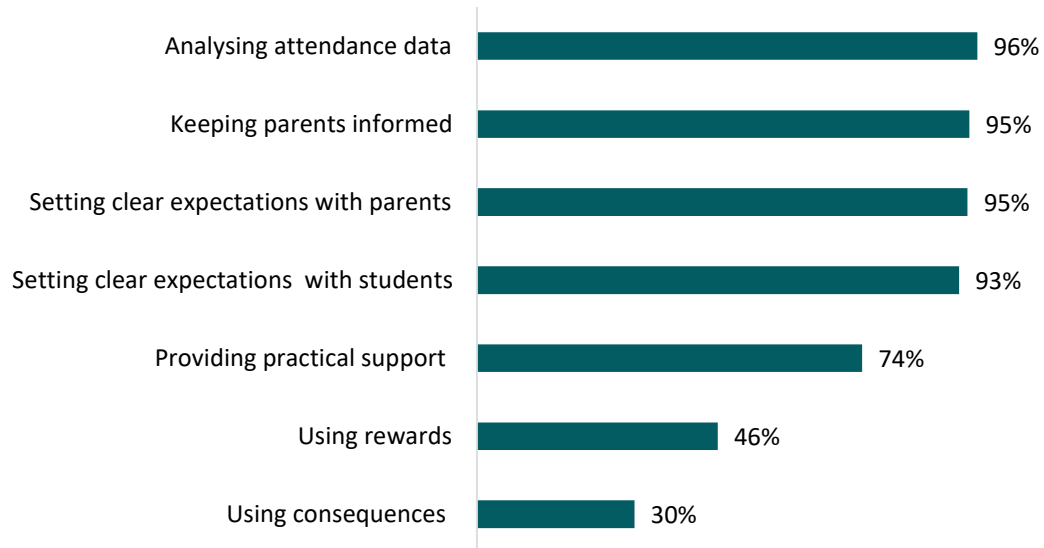 Analysing attendance data 96%
Keeping parents informed 95%
Setting clear expectations with parents 95%
Setting clear expectations  with students 93%
Providing practical support 74%
Using rewards 46%
Using consequences 30%